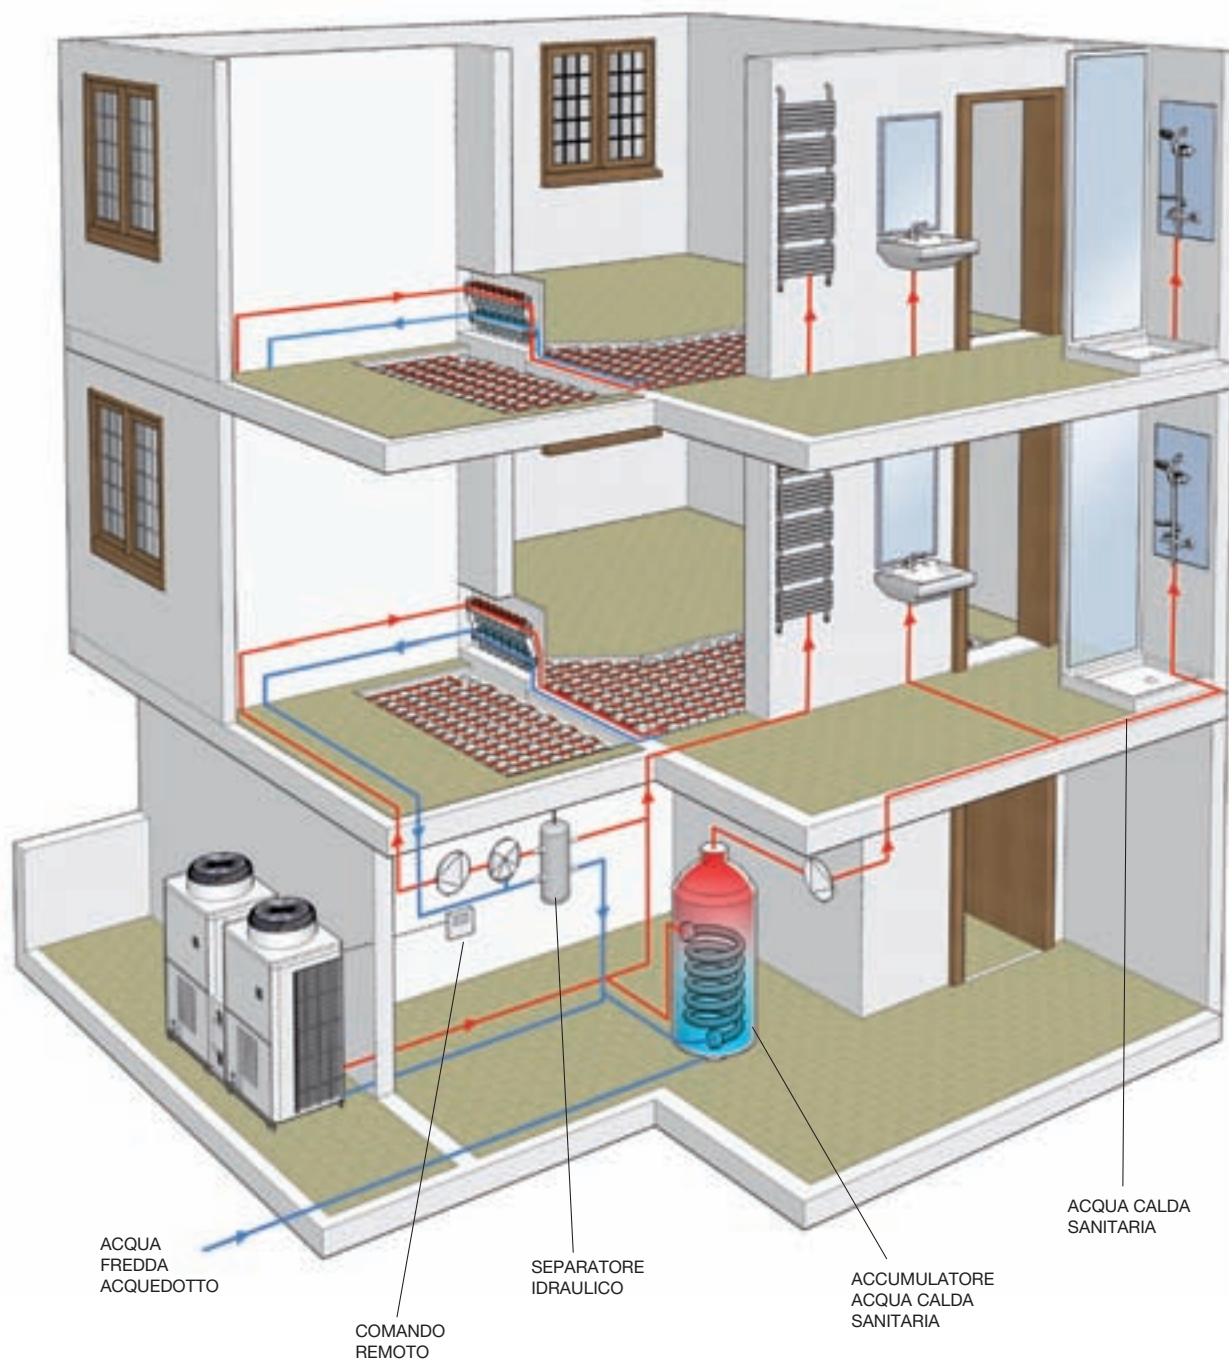 ACQUA
FREDDA
ACQUEDOTTO
COMANDO
REMOTO
SEPARATORE
IDRAULICO
ACCUMULATORE
ACQUA CALDA
SANITARIA
ACQUA CALDA
SANITARIA